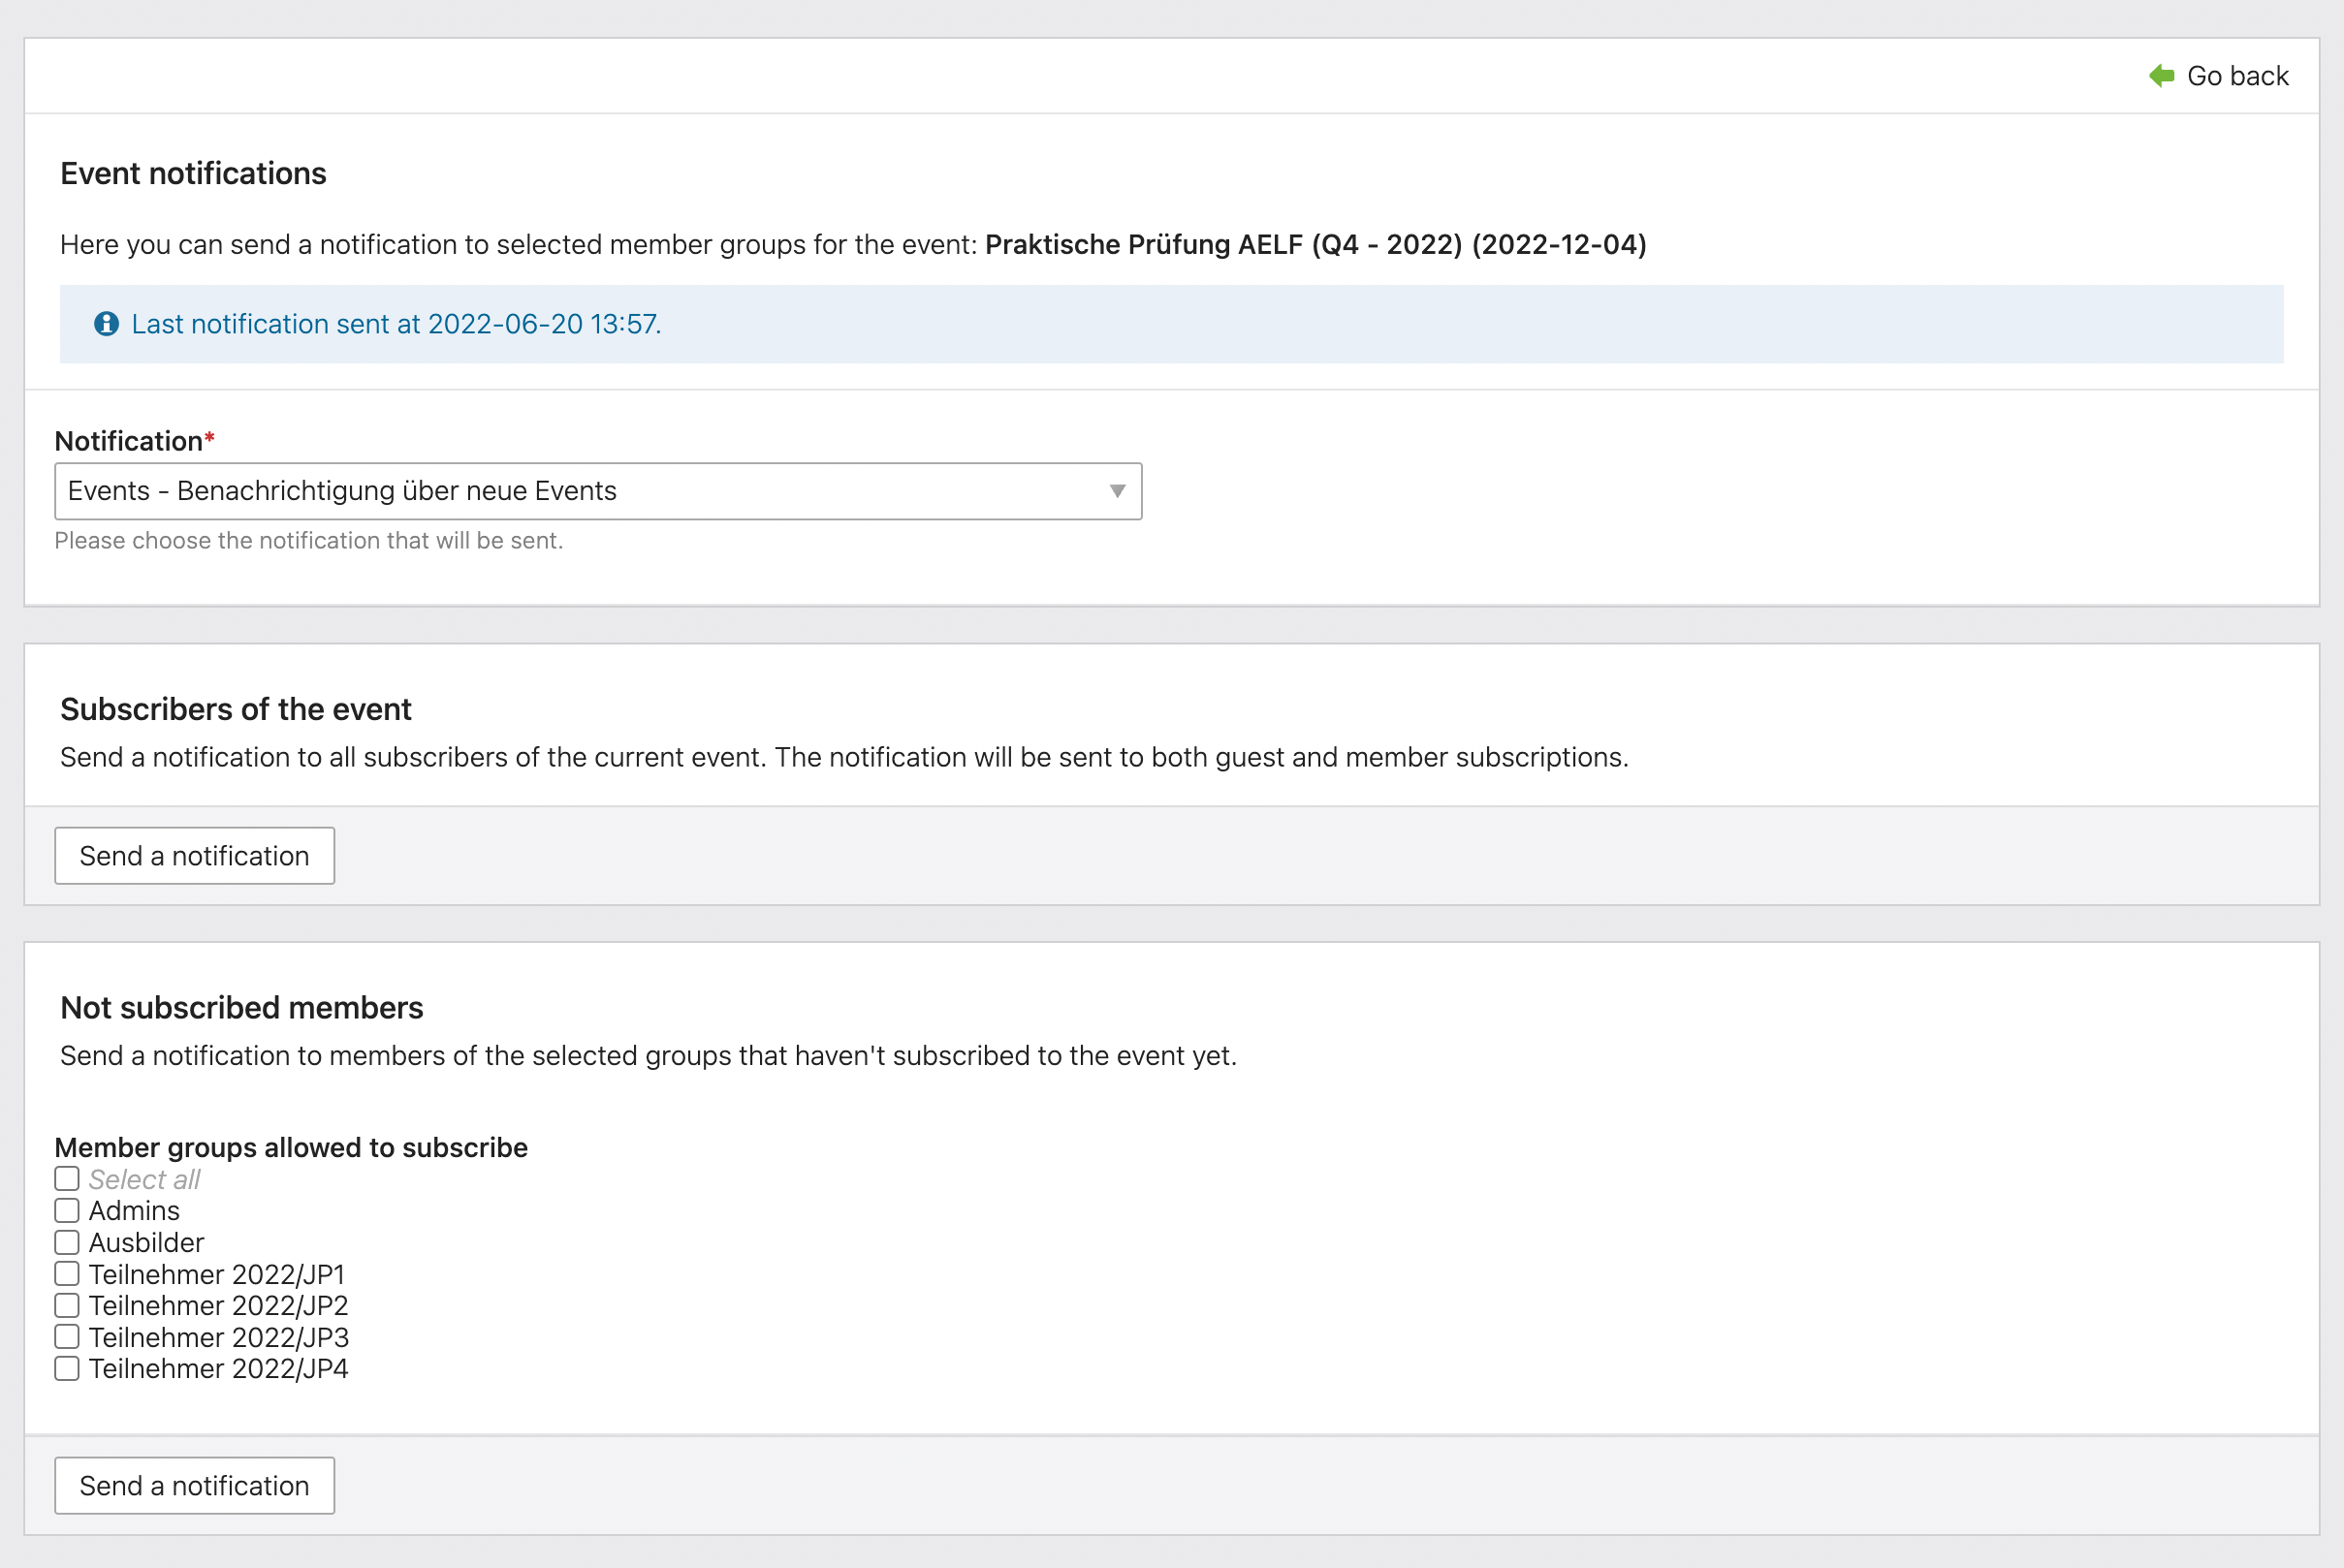 Go back
Event notifications
Here you can send a notification to selected member groups for the event: Praktische Prüfung AELF (Q4 - 2022) (2022-12-04)
Last notification sent at 2022-06-20 13:57.
Notification*
Events - Benachrichtigung über neue Events
Please choose the notification that will be sent.
Subscribers of the event
Send a notification to all subscribers of the current event. The notification will be sent to both guest and member subscriptions.
Send a notification
Not subscribed members
Send a notification to members of the selected groups that haven't subscribed to the event yet.
Member groups allowed to subscribe
Select all
Admins
Ausbilder
Teilnehmer 2022/JP1
Teilnehmer 2022/JP2
Teilnehmer 2022/JP3
Teilnehmer 2022/JP4
Send a notification